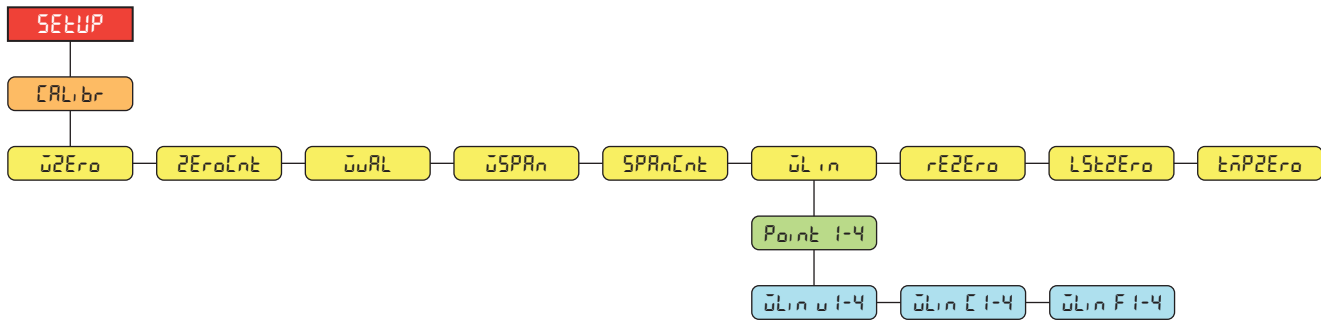 SEtUP
CALibr
WZEro
ZEroCnt
WvAL
WSPAn
SPAnCnt
WLin
rEZEro
LStZEro
tMPZEro
Point 1-4
WLin v1-4
WLin C1-4
WLin F1-4